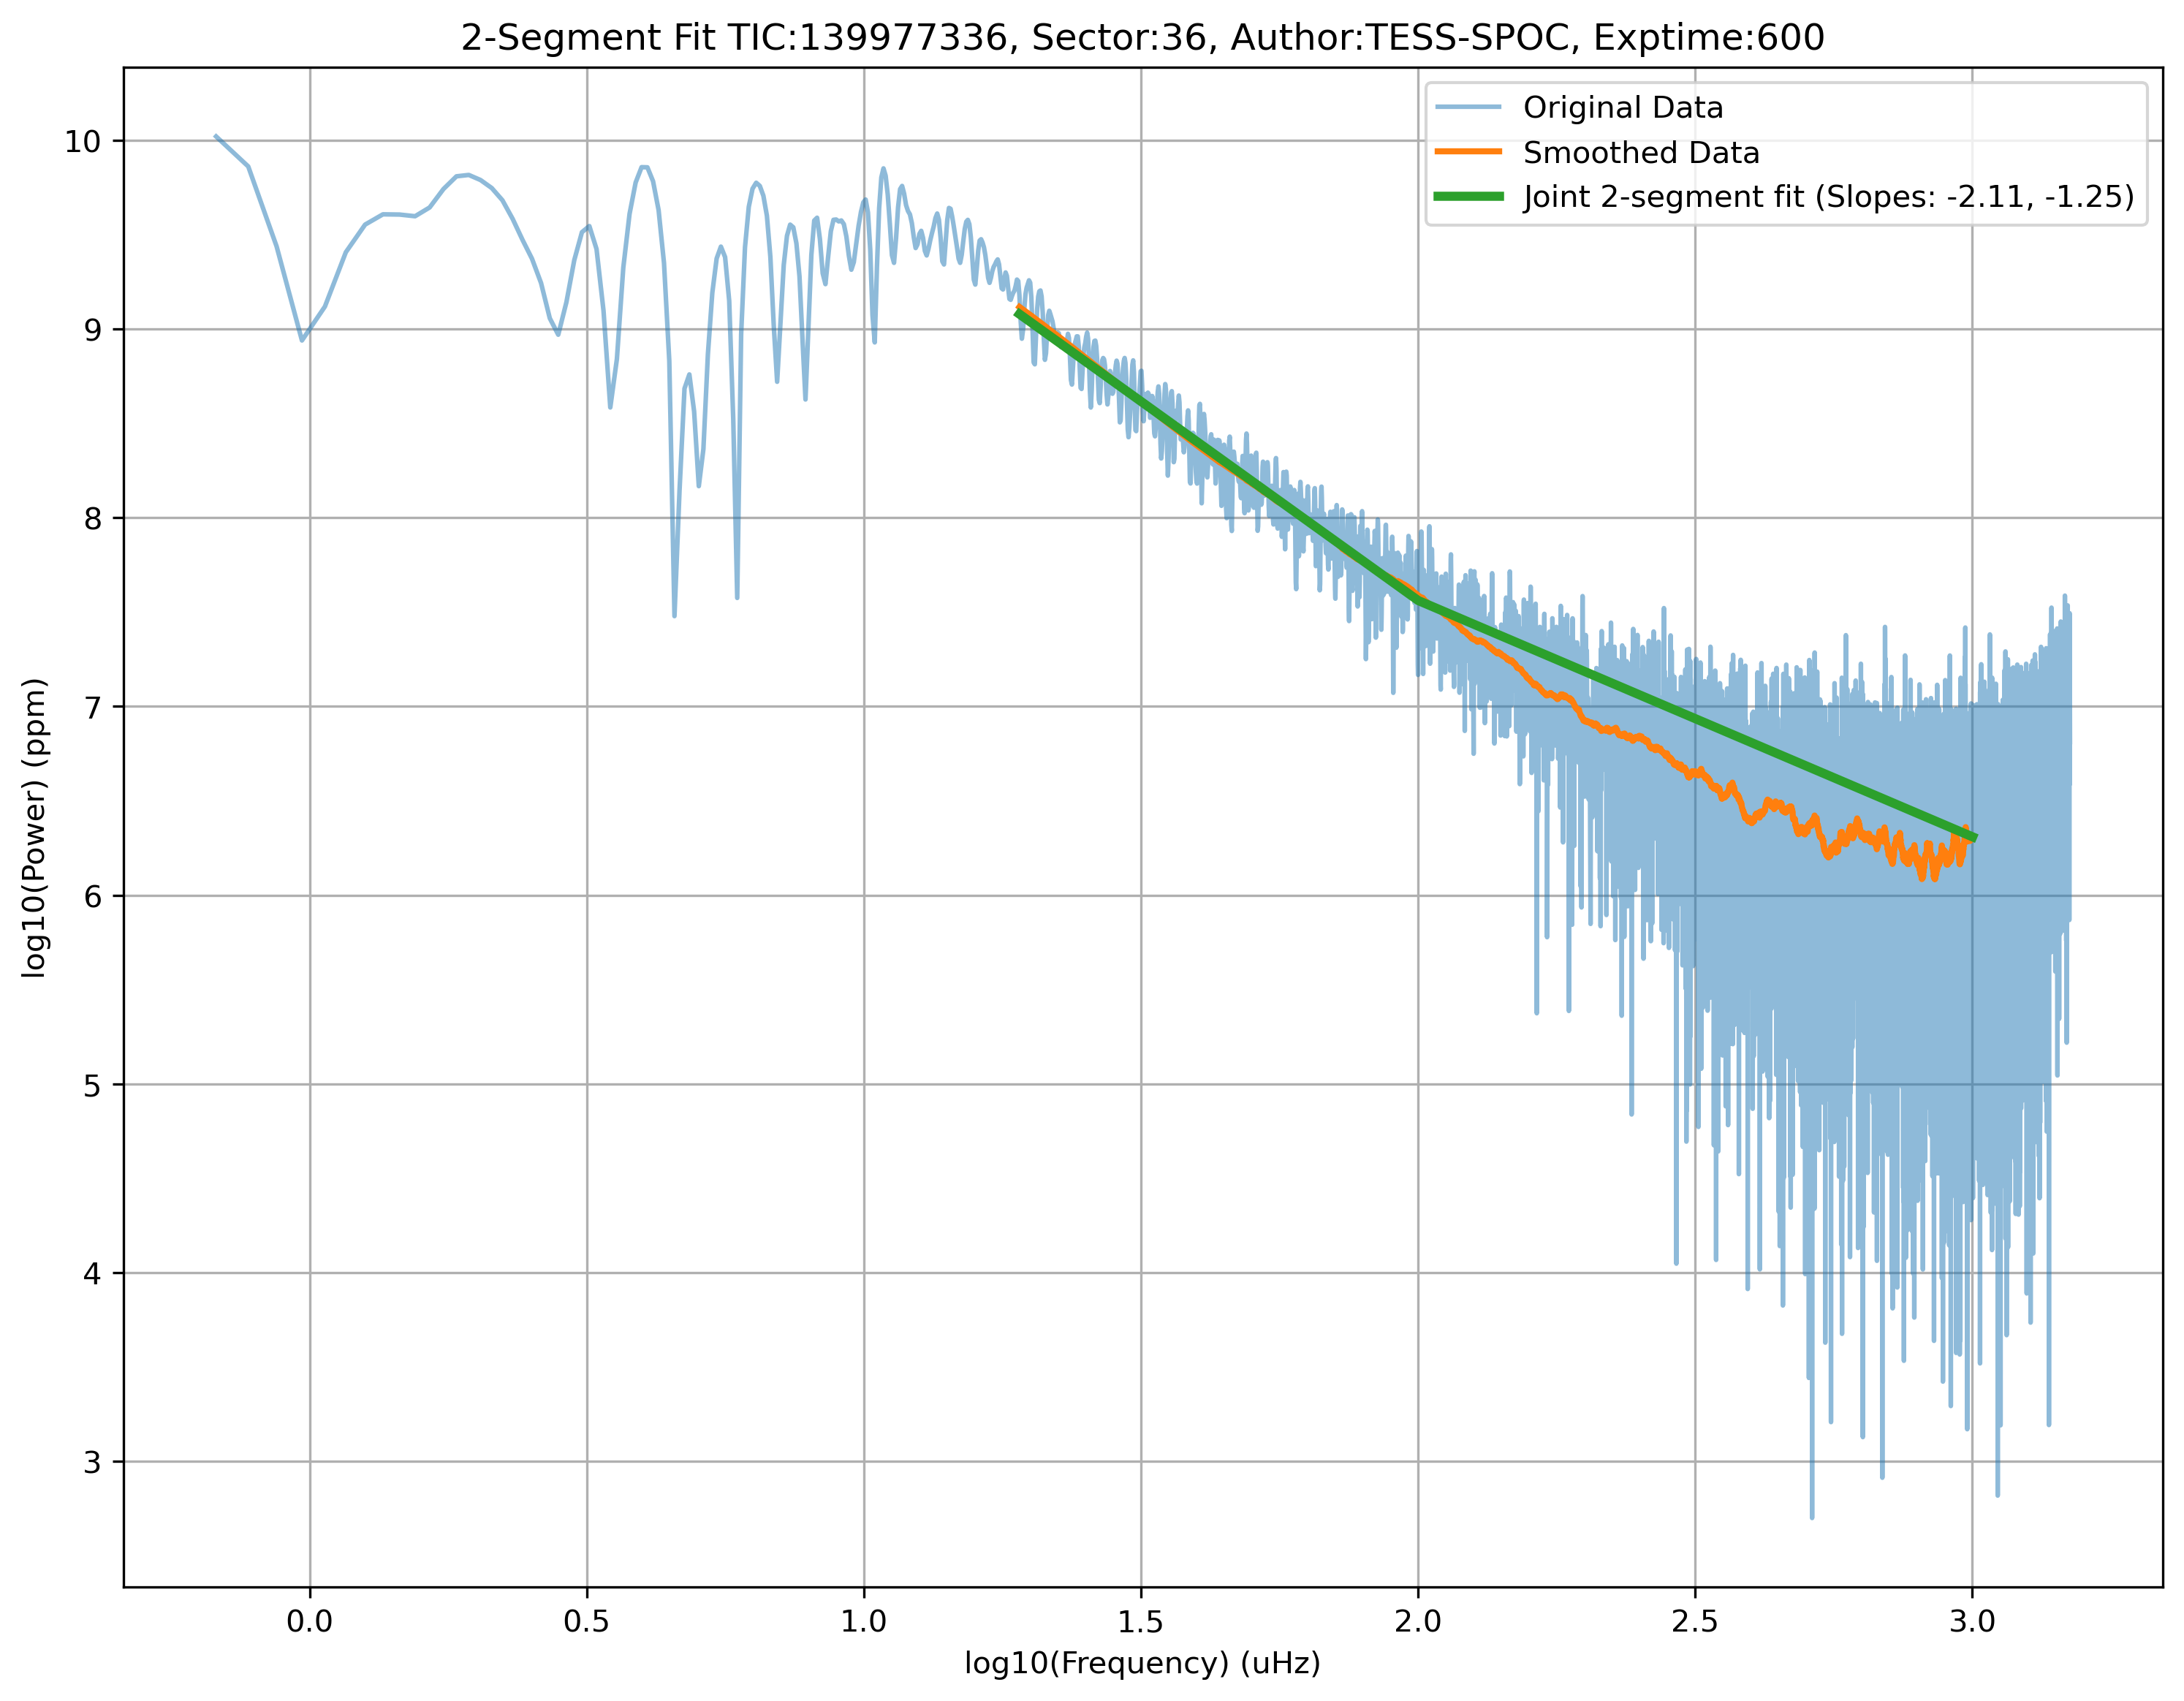 2-Segment Fit TIC:139977336, Sector:36, Author:TESS-SPOC, Exptime:600
Original Data
Smoothed Data
Joint 2-segment fit (Slopes: -2.11, -1.25)
log10(Power) (ppm)
10
9
8
7
6
5
4
3
0.0 0.5 1.0 1.5 2.0 2.5 3.0
log10(Frequency) (uHz)